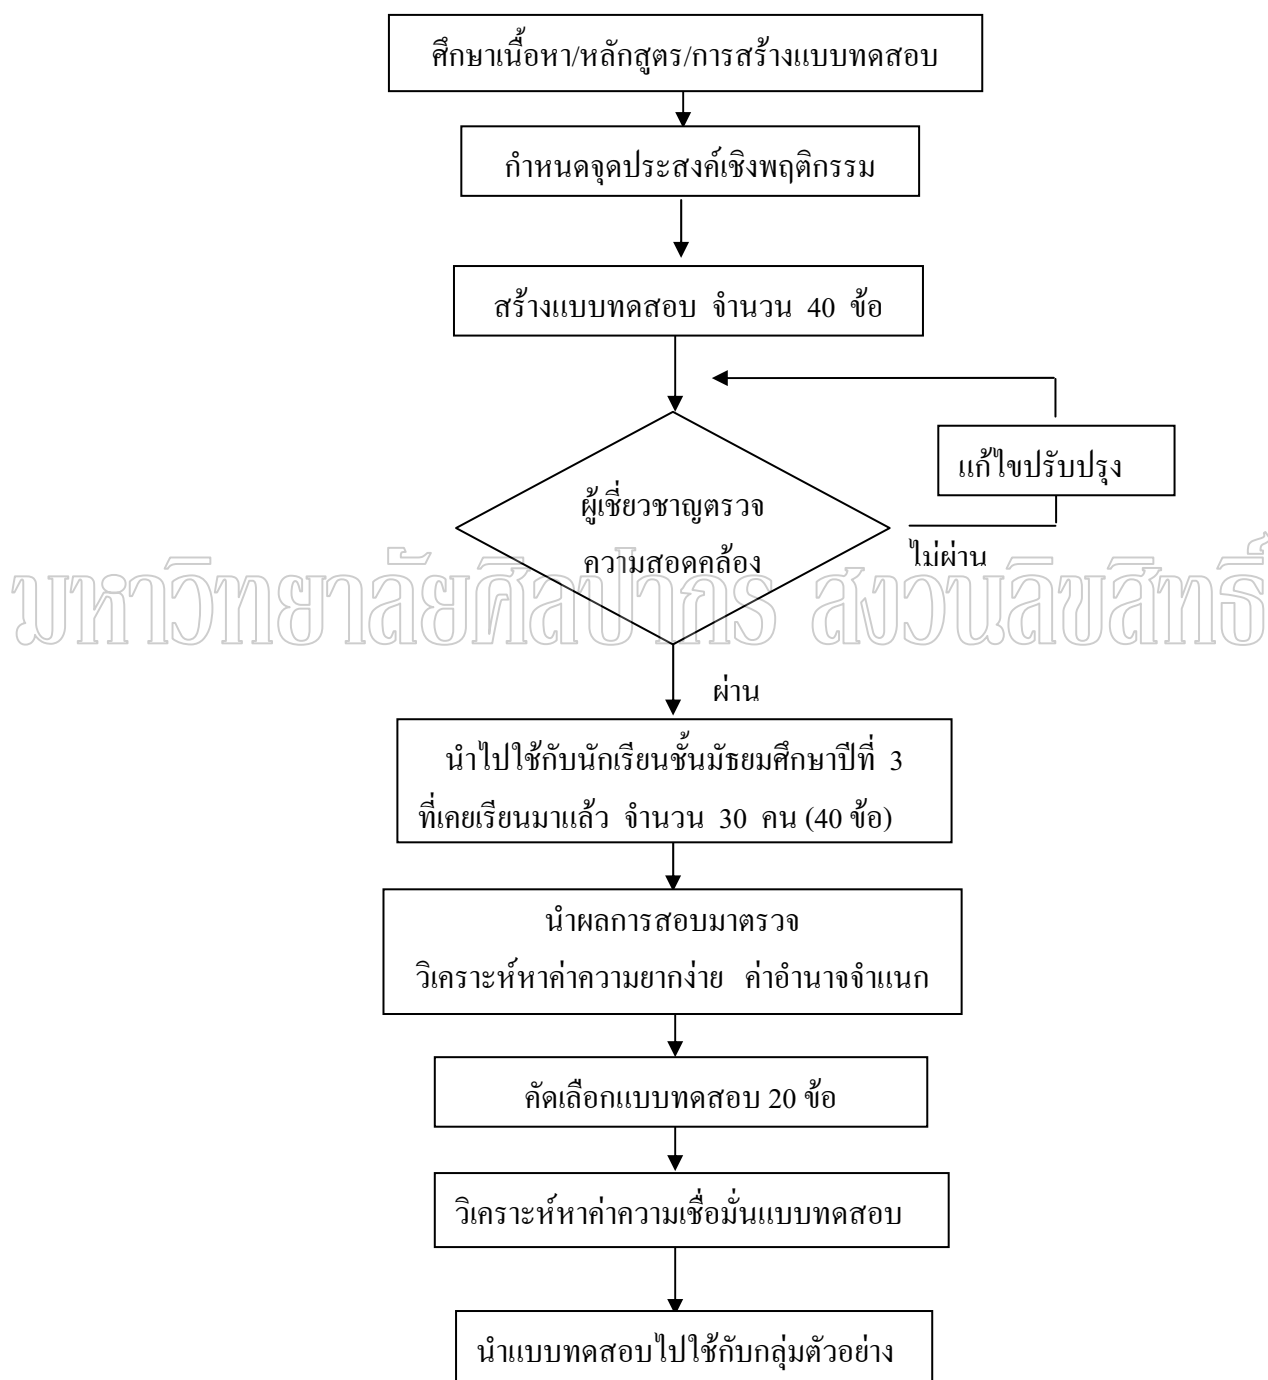 ศึกษาเนื้อหา/หลักสูตร/การสร้างแบบทดสอบ
กำหนดจุดประสงค์เชิงพฤติกรรม
สร้างแบบทดสอบ จำนวน 40 ข้อ
แก้ไขปรับปรุง
ผู้เชี่ยวชาญตรวจ
ความสอดคล้อง
ไม่ผ่าน
มหาวิทยาลัยศิลปากร สงวนลิขสิทธิ์
ผ่าน
นำไปใช้กับนักเรียนชั้นมัธยมศึกษาปีที่ 3
ที่เคยเรียนมาแล้ว จำนวน 30 คน (40 ข้อ)
นำผลการสอบมาตรวจ
วิเคราะห์หาค่าความยากง่าย ค่าอำนาจจำแนก
คัดเลือกแบบทดสอบ 20 ข้อ
วิเคราะห์หาค่าความเชื่อมั่นแบบทดสอบ
นำแบบทดสอบไปใช้กับกลุ่มตัวอย่าง